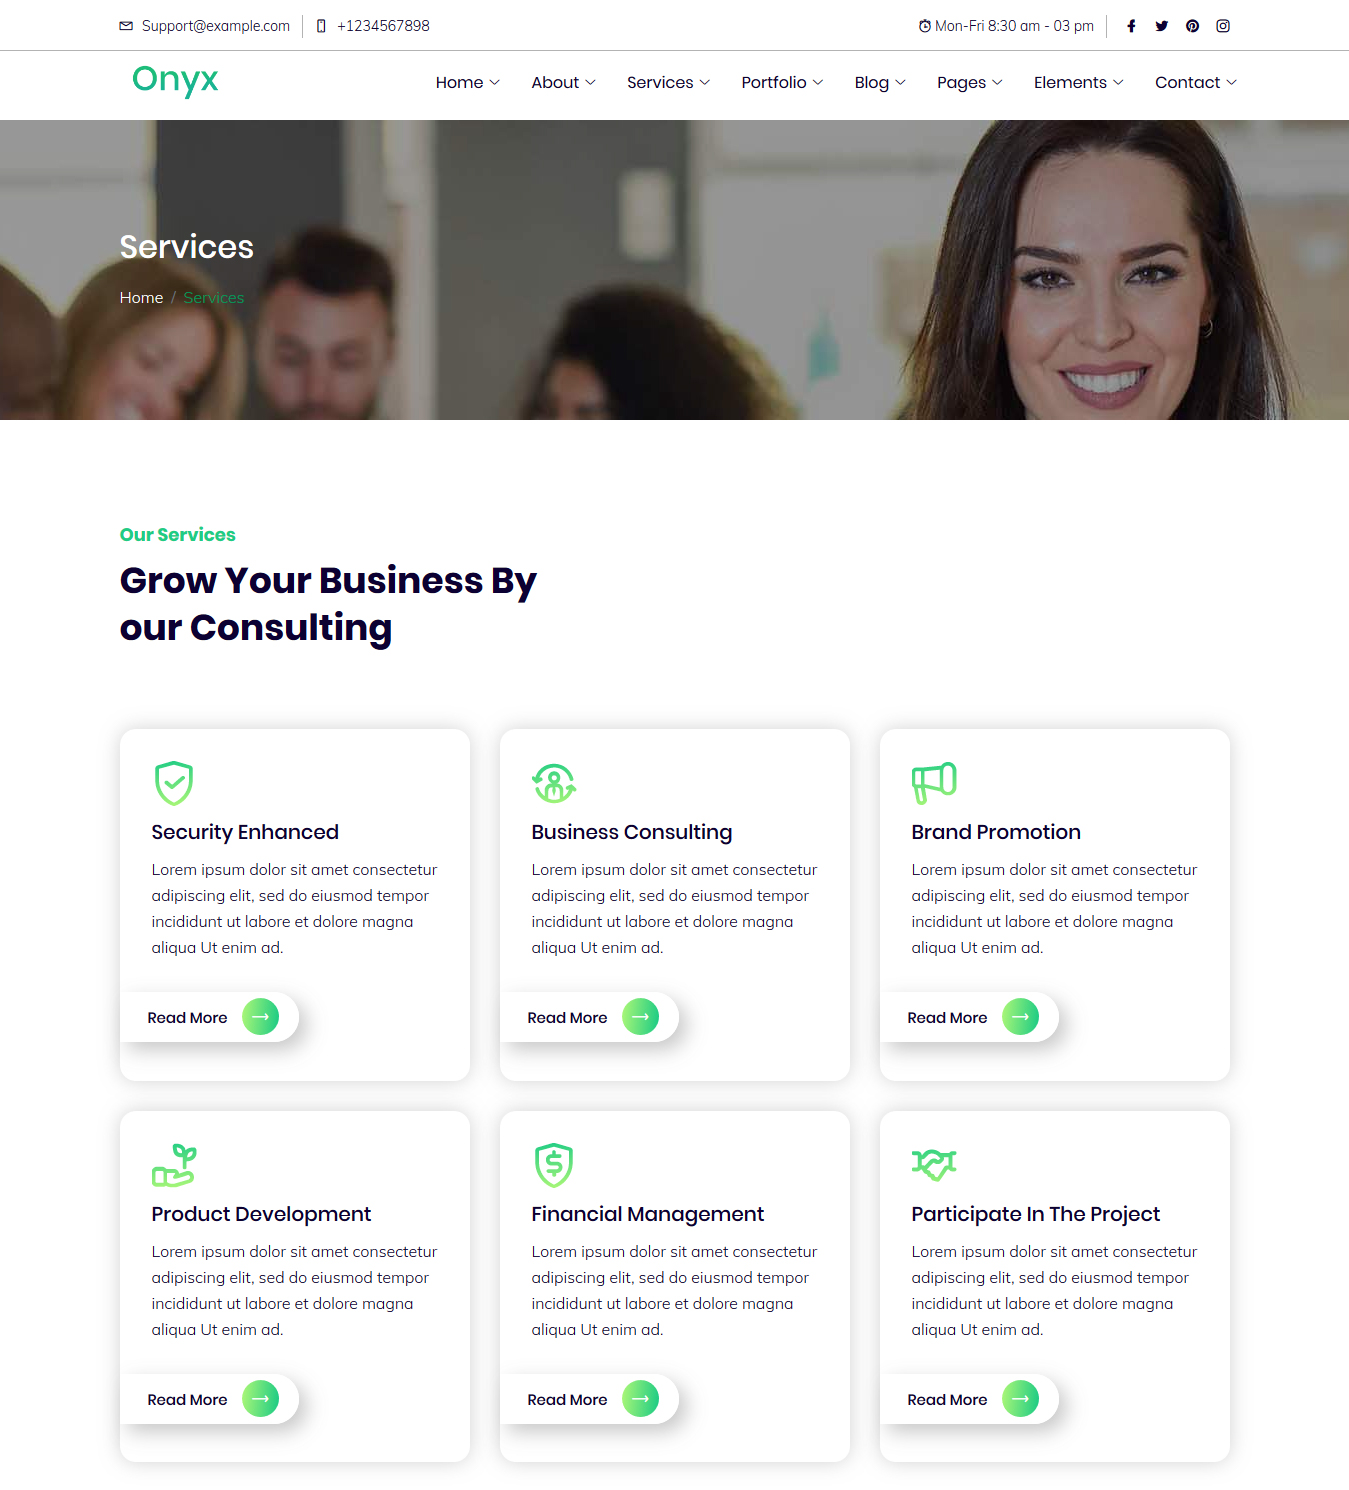 Support@example.com
+1234567898
Mon-Fri 8:30 am - 03 pm
Onyx
Home
About
Services
Portfolio
Blog
Pages
Elements
Contact
Services
Home / Services
Our Services
Grow Your Business By
our Consulting
Security Enhanced
Lorem ipsum dolor sit amet consectetur
adipiscing elit, sed do eiusmod tempor
incididunt ut labore et dolore magna
aliqua Ut enim ad.
Read More
Business Consulting
Lorem ipsum dolor sit amet consectetur
adipiscing elit, sed do eiusmod tempor
incididunt ut labore et dolore magna
aliqua Ut enim ad.
Read More
Brand Promotion
Lorem ipsum dolor sit amet consectetur
adipiscing elit, sed do eiusmod tempor
incididunt ut labore et dolore magna
aliqua Ut enim ad.
Read More
Product Development
Lorem ipsum dolor sit amet consectetur
adipiscing elit, sed do eiusmod tempor
incididunt ut labore et dolore magna
aliqua Ut enim ad.
Read More
Financial Management
Lorem ipsum dolor sit amet consectetur
adipiscing elit, sed do eiusmod tempor
incididunt ut labore et dolore magna
aliqua Ut enim ad.
Read More
Participate In The Project
Lorem ipsum dolor sit amet consectetur
adipiscing elit, sed do eiusmod tempor
incididunt ut labore et dolore magna
aliqua Ut enim ad.
Read More